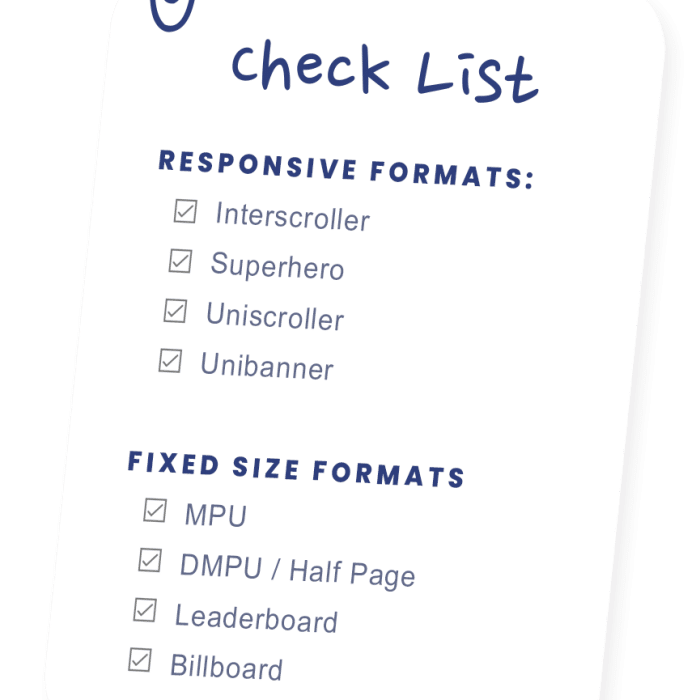 Check List
RESPONSIVE FORMATS:
Interscroller
Superhero
Uniscroller
Unibanner
FIXED SIZE FORMATS
MPU
DMPU / Half Page
Leaderboard
Billboard